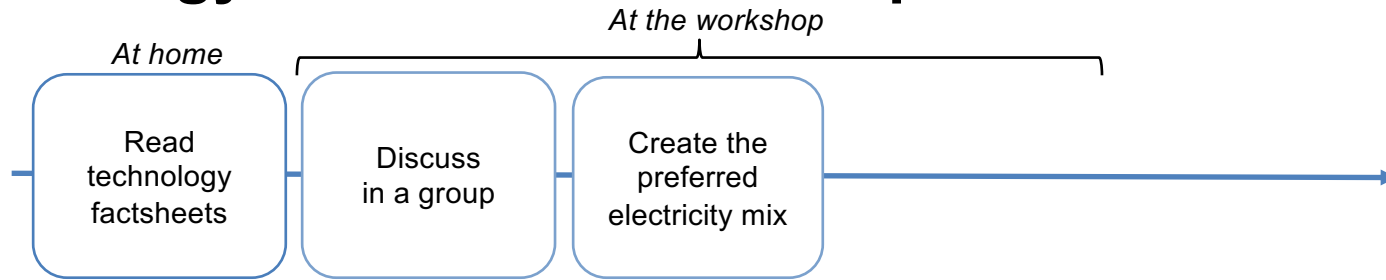 At the workshop
At home
Read
technology
factsheets
Discuss
in a group
Create the
preferred
electricity mix